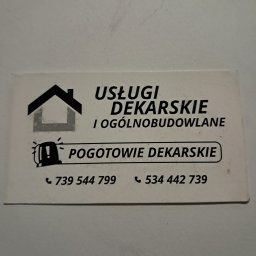 USŁUGI
DEKARSKIE
I OGÓLNOBUDOWLANE
POGOTOWIE DEKARSKIE
739 544 799 534 442 739